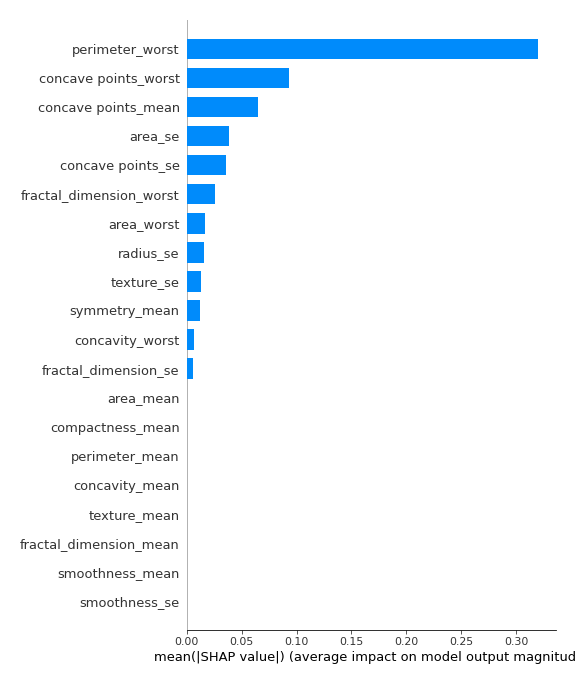 perimeter_worst
concave points_worst
concave points_mean
area_se
concave points_se
fractal_dimension_worst
area_worst
radius_se
texture_se
symmetry_mean
concavity_worst
fractal_dimension_se
area_mean
compactness_mean
perimeter_mean
concavity_mean
texture_mean
fractal_dimension_mean
smoothness_mean
smoothness_se
0.00 0.05 0.10 0.15 0.20 0.25 0.30
mean(|SHAP value|) (average impact on model output magnitud